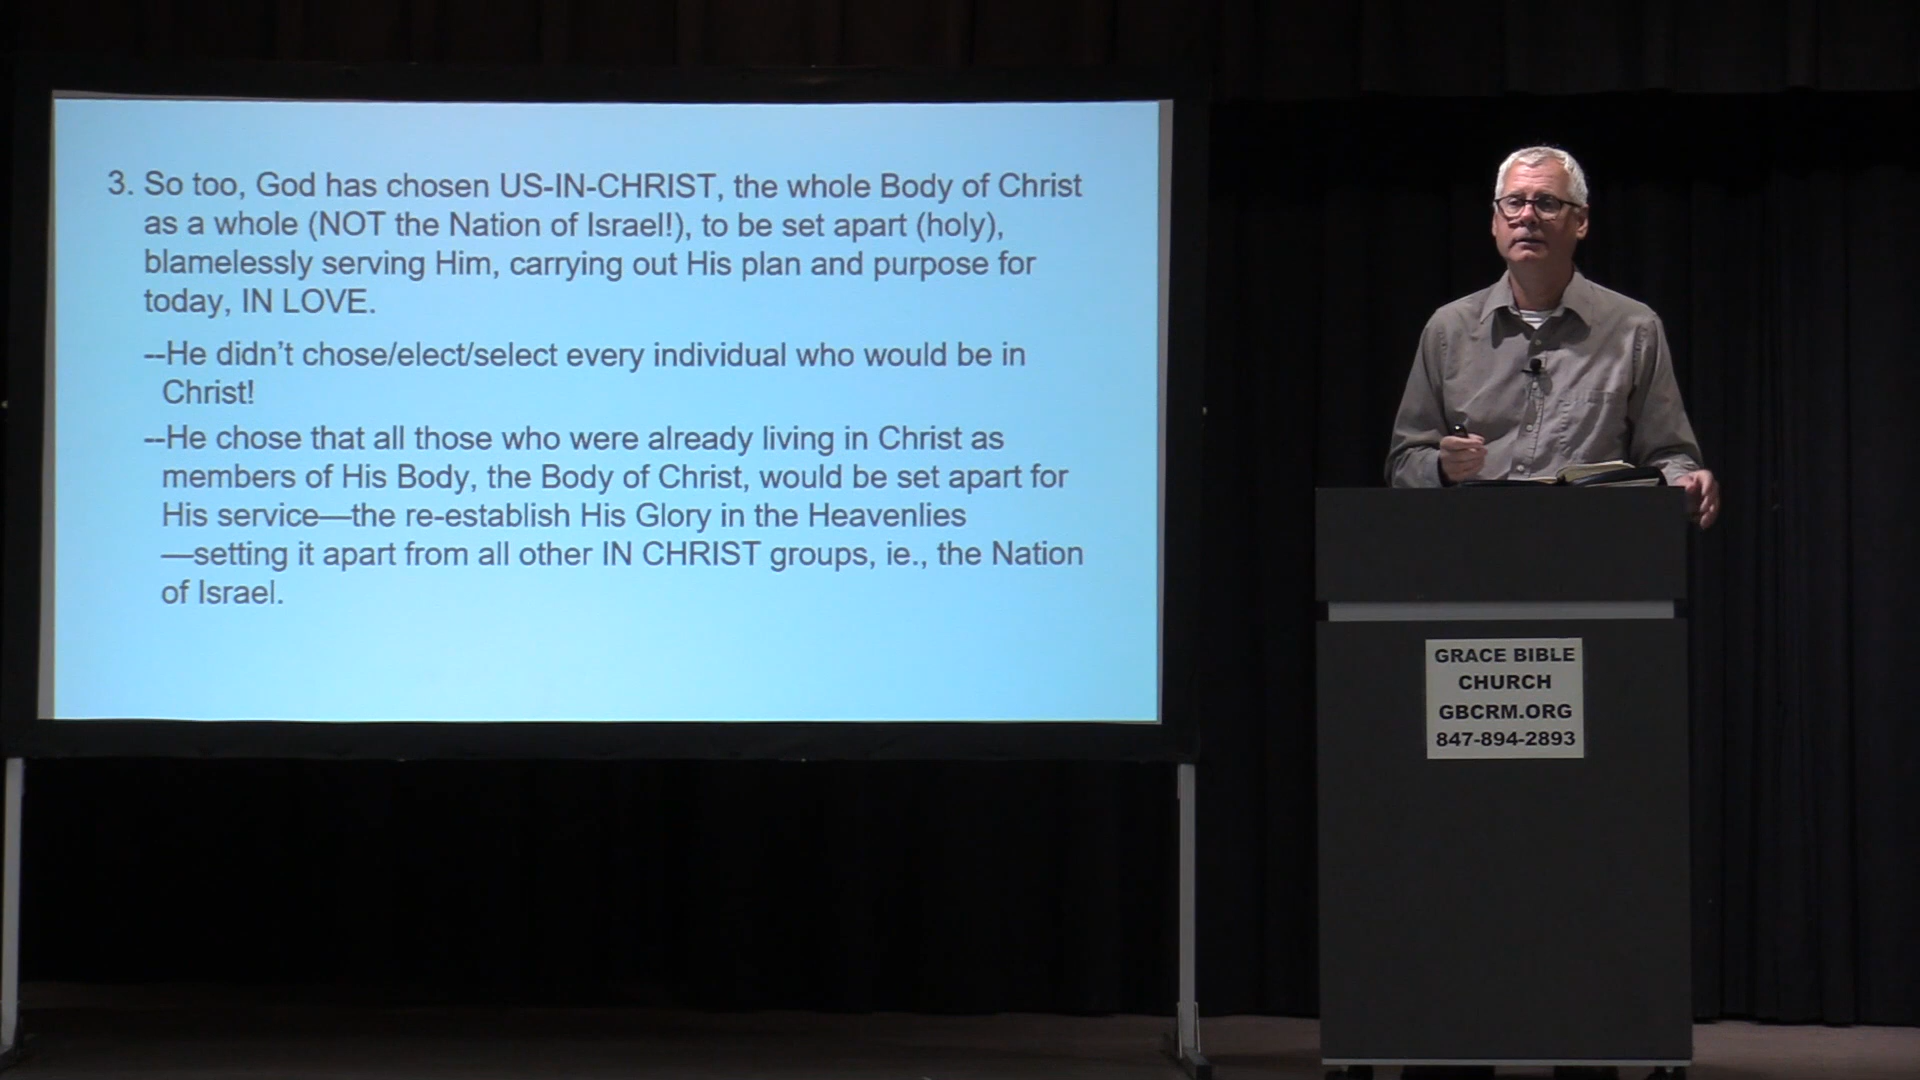 3. So too, God has chosen US-IN-CHRIST, the whole Body of Christ
as a whole (NOT the Nation of Israel!), to be set apart (holy),
blamelessly serving Him, carrying out His plan and purpose for
today, IN LOVE.
--He didn't chose/elect/select every individual who would be in
Christ!
--He chose that all those who were already living in Christ as
members of His Body, the Body of Christ, would be set apart for
His service—the re-establish His Glory in the Heavenlies
—setting it apart from all other IN CHRIST groups, ie., the Nation
of Israel.
GRACE BIBLE
CHURCH
GBCRM.ORG
847-894-2893